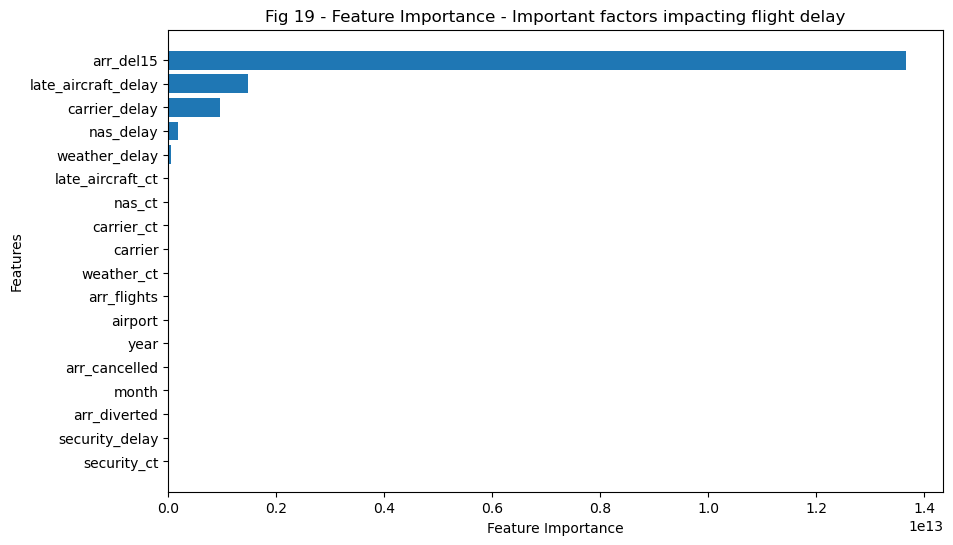 Fig 19 - Feature Importance - Important factors impacting flight delay
arr_del15
late_aircraft_delay
carrier_delay
nas_delay
weather_delay
late_aircraft_ct
nas_ct
carrier_ct
carrier
weather_ct
arr_flights
airport
year
arr_cancelled
month
arr_diverted
security_delay
security_ct
Features
0.0 0.2 0.4 0.6 0.8 1.0 1.2 1.4
1e13
Feature Importance